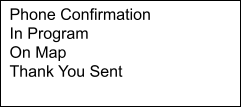 Phone Confirmation
In Program
On Map
Thank You Sent